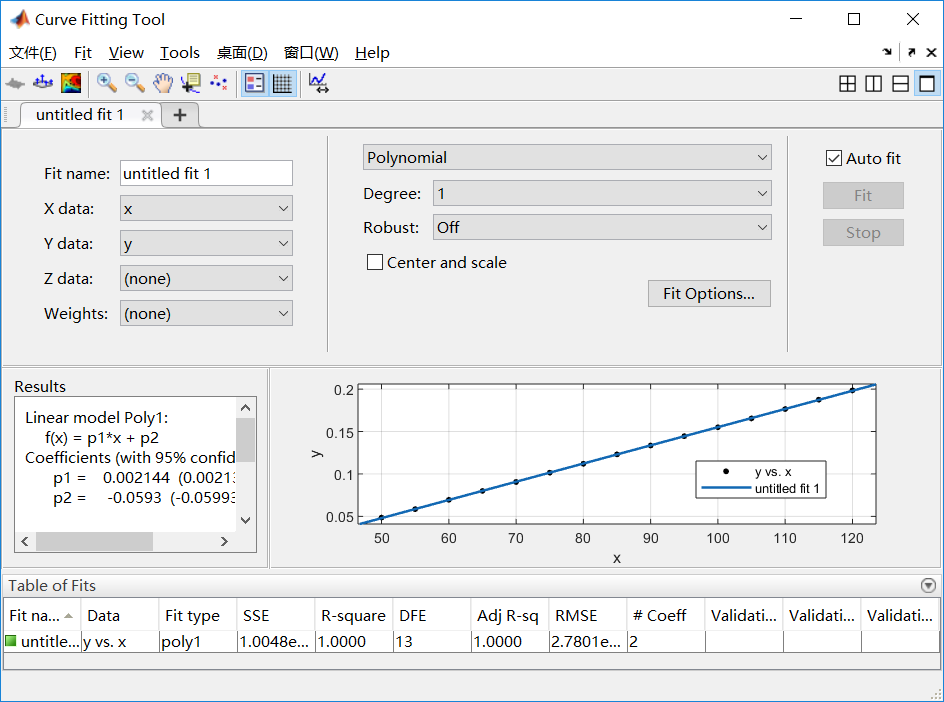 Curve Fitting Tool
文件(F) Fit View Tools 桌面(D) 窗口(W) Help
untitled fit 1
Fit name: untitled fit 1
X data: x
Y data: y
Z data: (none)
Weights: (none)
Polynomial
Degree: 1
Robust: Off
Center and scale
Fit Options...
Auto fit
Fit
Stop
Results
Linear model Poly1:
f(x) = p1*x + p2
Coefficients (with 95% confid
p1 = 0.002144 (0.00213
p2 = -0.0593 (-0.05993
0.2
0.15
0.1
0.05
y
50 60 70 80 90 100 110 120
x
y vs. x
untitled fit 1
Table of Fits
Fit na... Data Fit type SSE R-square DFE Adj R-sq RMSE # Coeff Validati... Validati... Validati...
untitle... y vs. x poly1 1.0048e... 1.0000 13 1.0000 2.7801e... 2